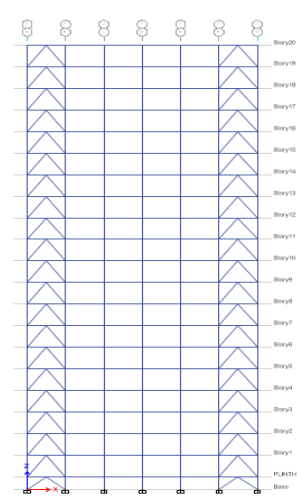 Story20
Story19
Story18
Story17
Story16
Story15
Story14
Story13
Story12
Story11
Story10
Story9
Story8
Story7
Story6
Story5
Story4
Story3
Story2
Story1
PLINTH
Base
Z
X